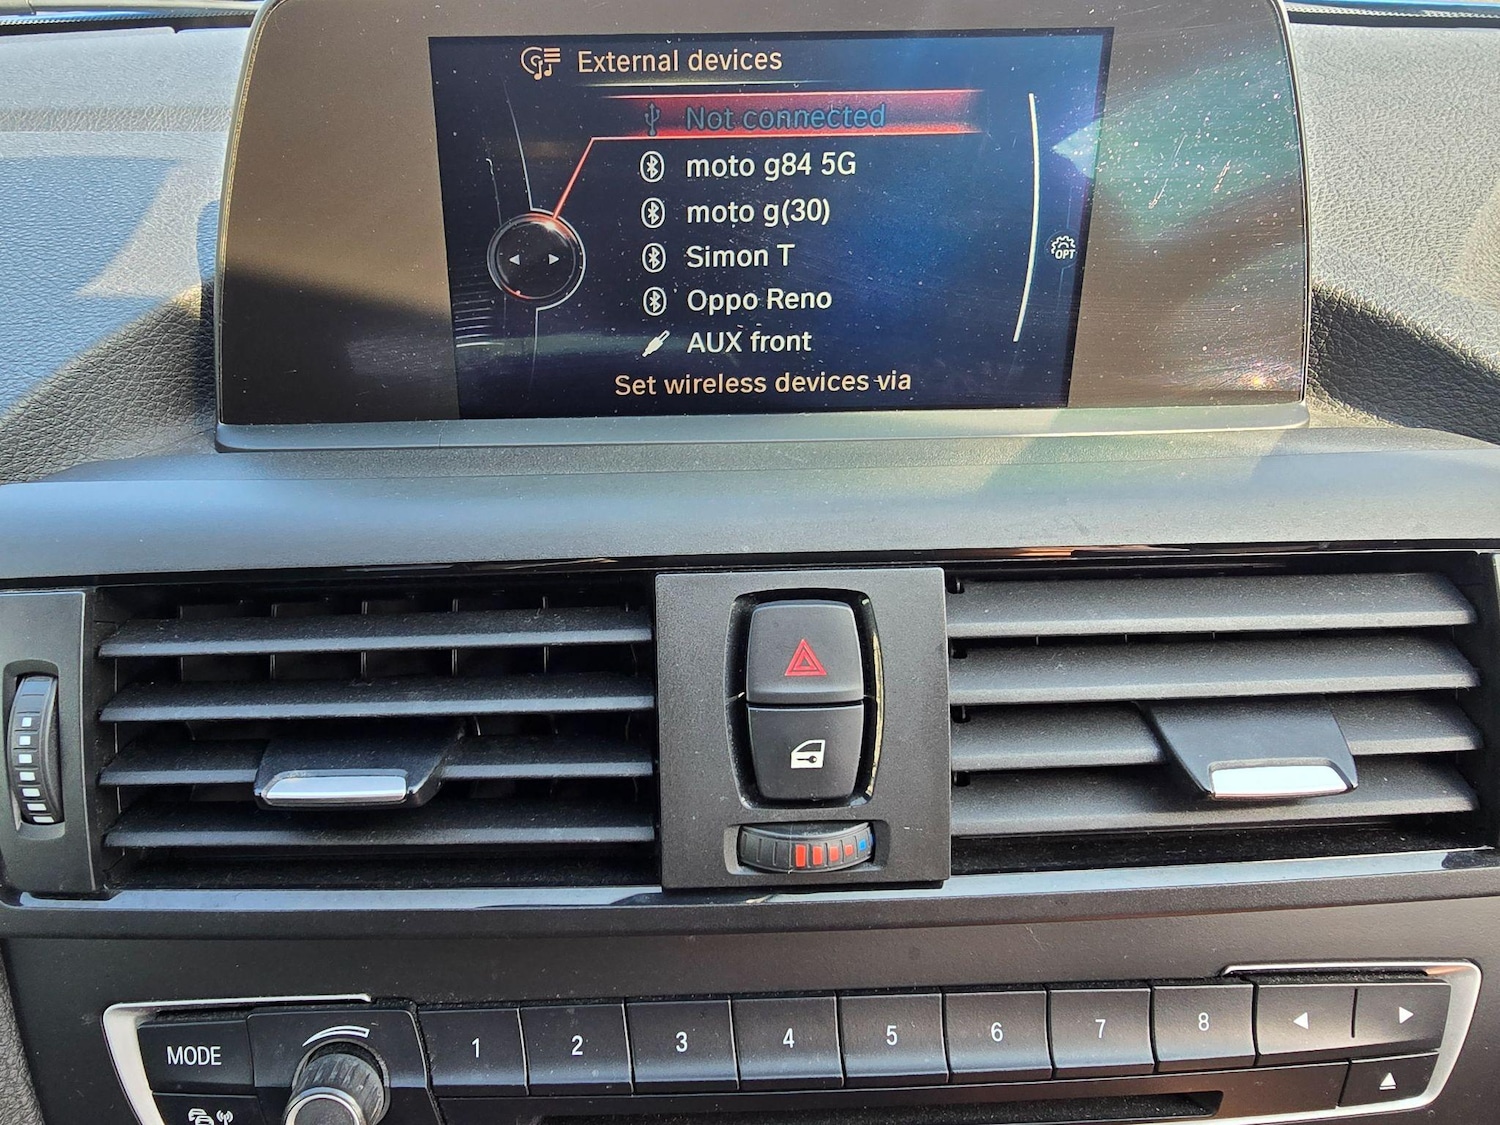 External devices
Not connected
moto g84 5G
moto g(30)
Simon T
Oppo Reno
AUX front
Set wireless devices via
OPT
MODE
1 2 3 4 5 6 7 8